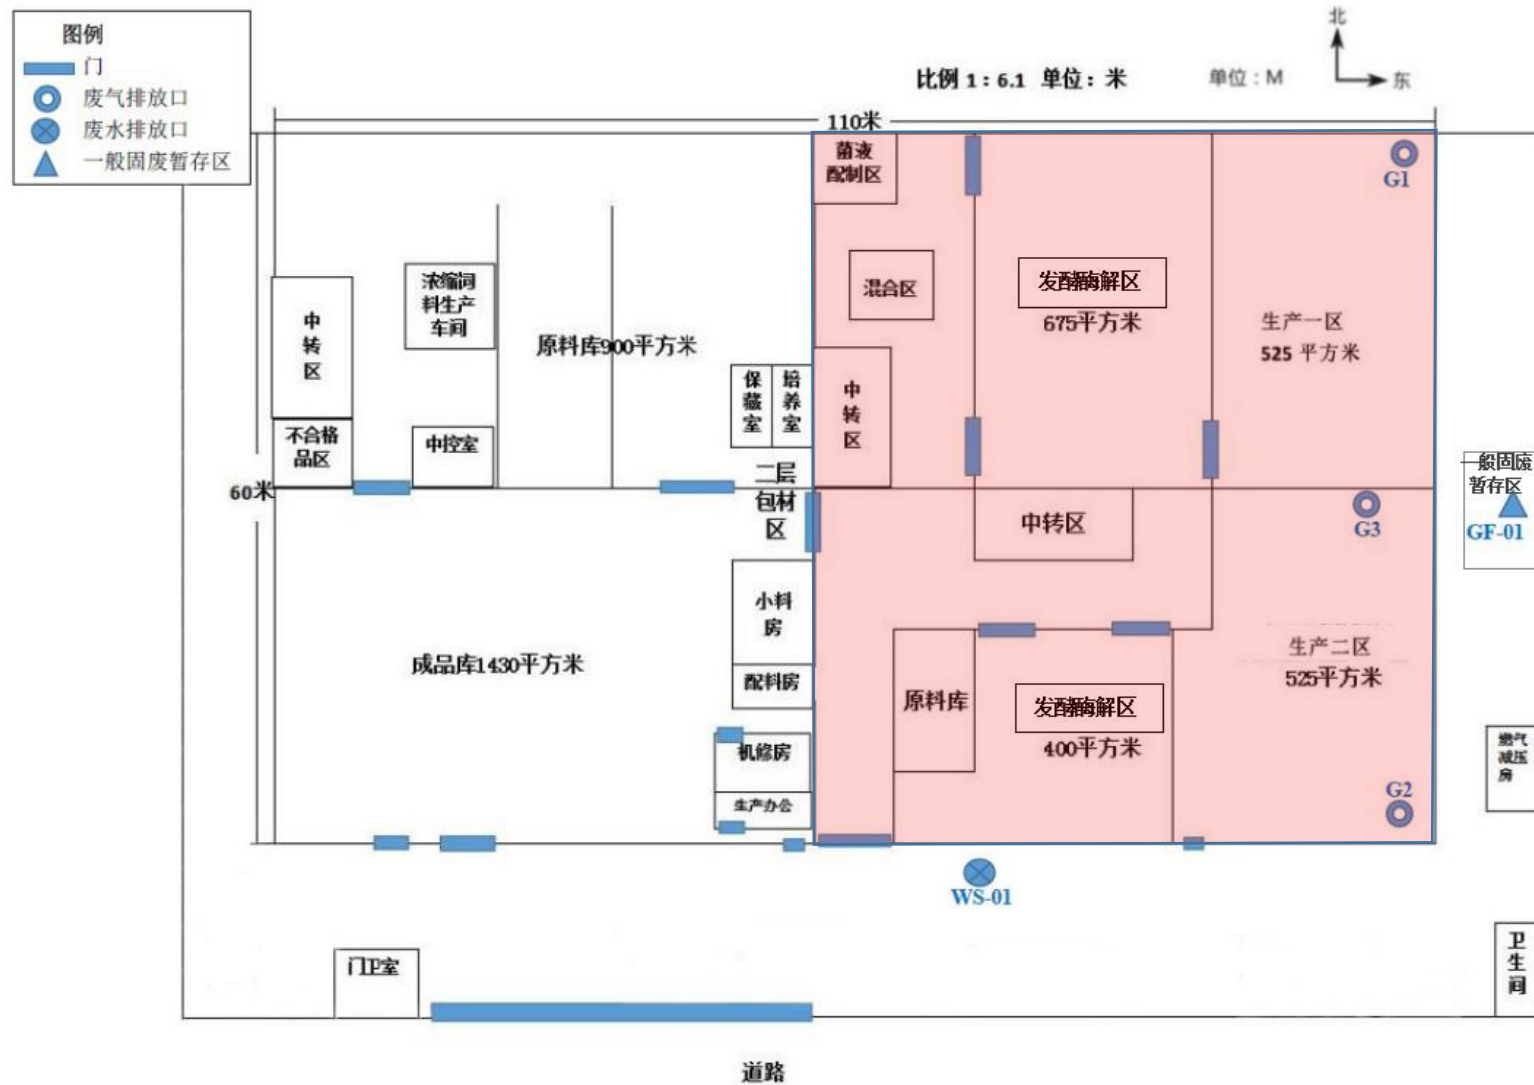 图例
门
废气排放口
废水排放口
一般固废暂存区
北
东
比例 1：6.1 单位：米
单位：M
110米
60米
菌液
配制区
G1
混合区
发酵酶解区
675平方米
生产一区
525 平方米
浓缩饲
料生产
车间
中
转
区
原料库900平方米
保
藏
室
培
养
室
中
转
区
不合格
品区
中控室
二层
包材
区
中转区
G3
一般固废
暂存区
GF-01
小料
房
成品库1430平方米
配料房
原料库
发酵酶解区
400平方米
生产二区
525平方米
机修房
生产办公
G2
燃气
减压
房
WS-01
门卫室
卫
生
间
道路